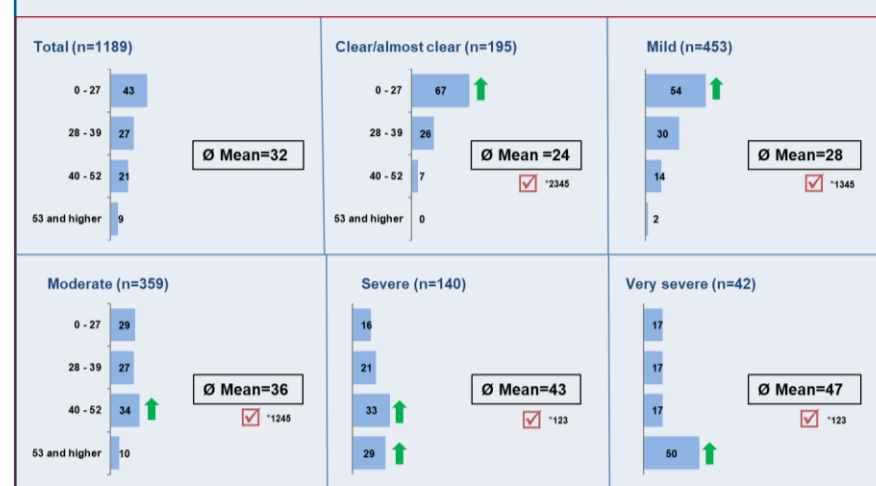 Total (n=1189)
0 - 27 43
28 - 39 27
40 - 52 21
53 and higher 9
Ø Mean=32
Clear/almost clear (n=195)
0 - 27 67
28 - 39 26
40 - 52 7
53 and higher 0
Ø Mean =24
*2345
Mild (n=453)
54
30
14
2
Ø Mean=28
*1345
Moderate (n=359)
0 - 27 29
28 - 39 27
40 - 52 34
53 and higher 10
Ø Mean=36
*1245
Severe (n=140)
16
21
33
29
Ø Mean=43
*123
Very severe (n=42)
17
17
17
50
Ø Mean=47
*123